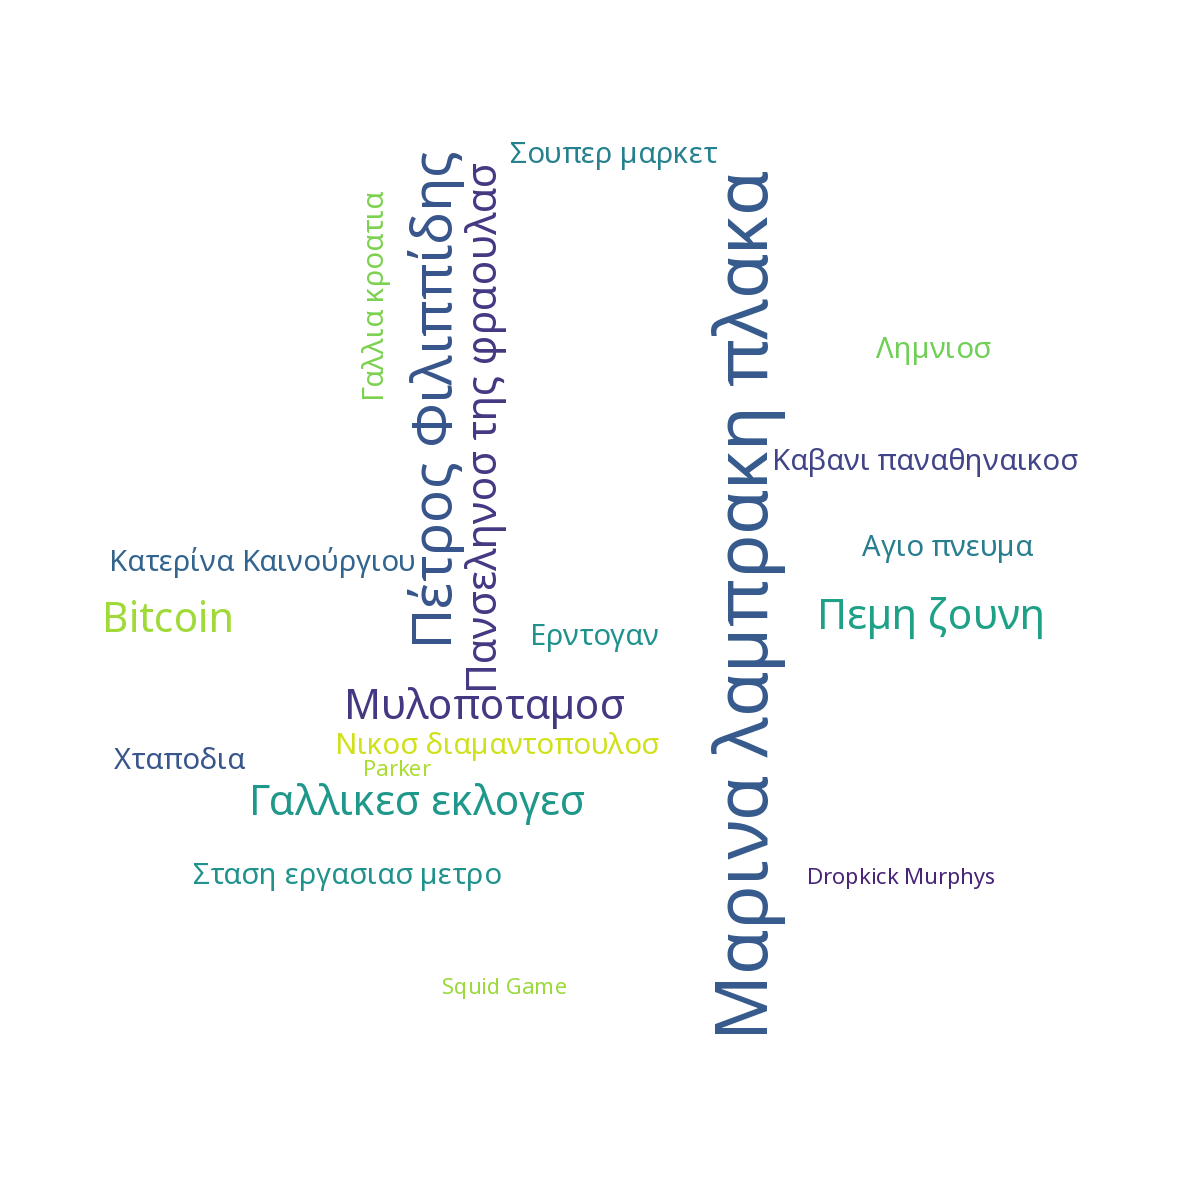 Σουπερ μαρκετ
Πέτρος Φιλιππίδης
Πανσεληνοσ της φραουλασ
Μαρινα λαμπρακη πλακα
Γαλλια κροατια
Λημνιοσ
Καβανι παναθηναικοσ
Αγιο πνευμα
Κατερίνα Καινούργιου
Bitcoin
Πεμη ζουνη
Ερντογαν
Μυλοποταμοσ
Νικοσ διαμαντοπουλοσ
Χταποδια
Parker
Γαλλικεσ εκλογεσ
Σταση εργασιασ μετρο
Dropkick Murphys
Squid Game